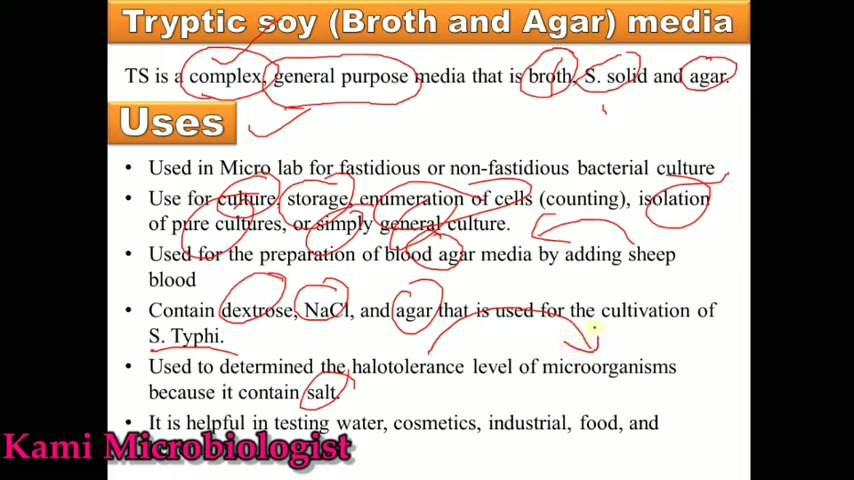 Tryptic soy (Broth and Agar) media
TS is a complex, general purpose media that is broth, S. solid and agar.
Uses
• Used in Micro lab for fastidious or non-fastidious bacterial culture
• Use for culture, storage, enumeration of cells (counting), isolation
of pure cultures, or simply general culture.
• Used for the preparation of blood agar media by adding sheep
blood
• Contain dextrose, NaCl, and agar that is used for the cultivation of
S. Typhi.
• Used to determined the halotolerance level of microorganisms
because it contain salt.
• It is helpful in testing water, cosmetics, industrial, food, and
Kami Microbiologist